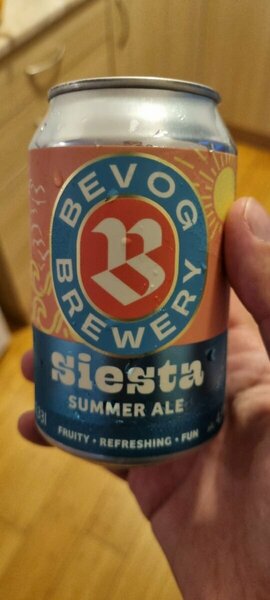 BEVOG
B
BREWERY
siesta
SUMMER ALE
FRUITY • REFRESHING • FUN